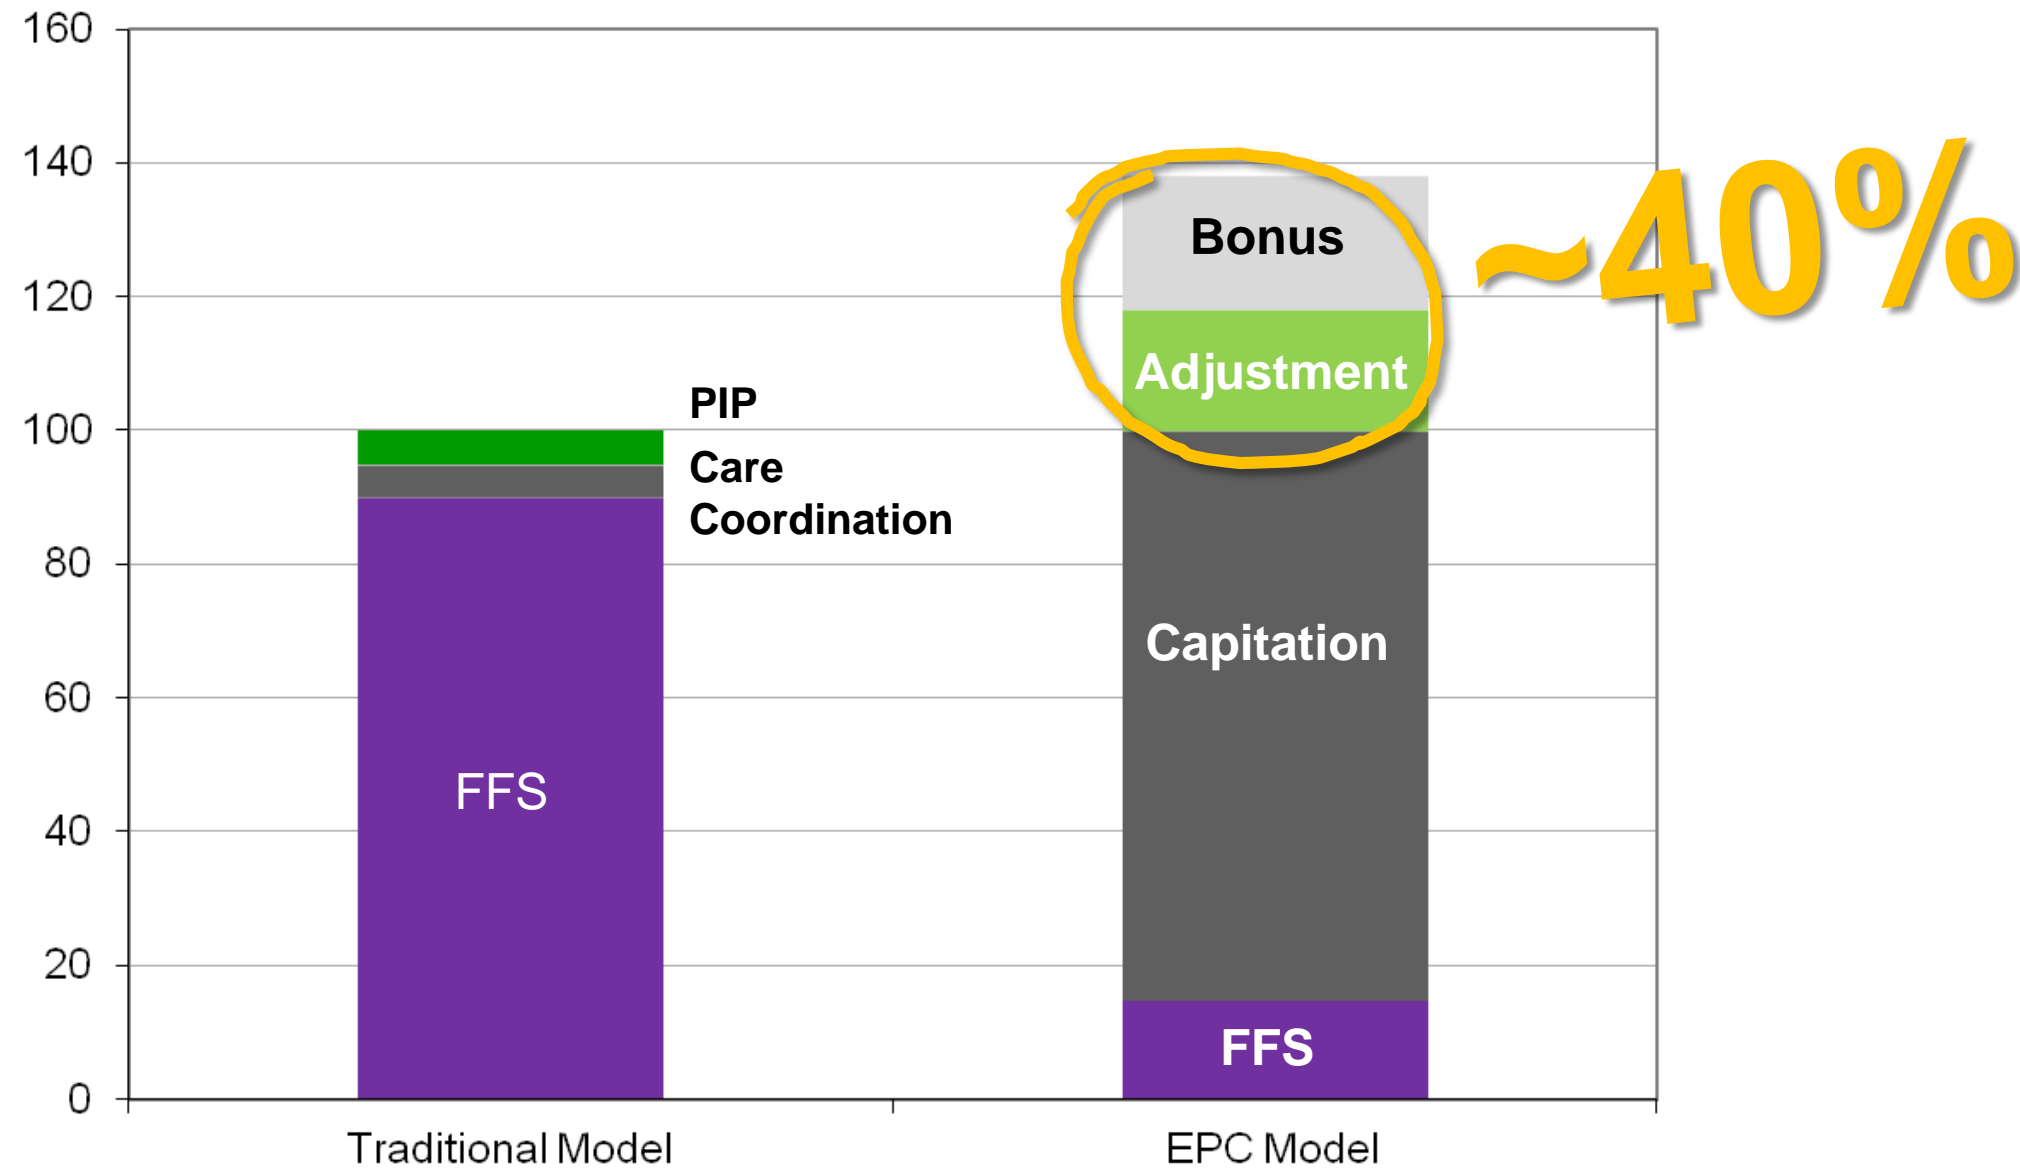 160
140
120
100
80
60
40
20
0
PIP
Care
Coordination
FFS
Traditional Model
Bonus
Adjustment
Capitation
FFS
EPC Model
~40%